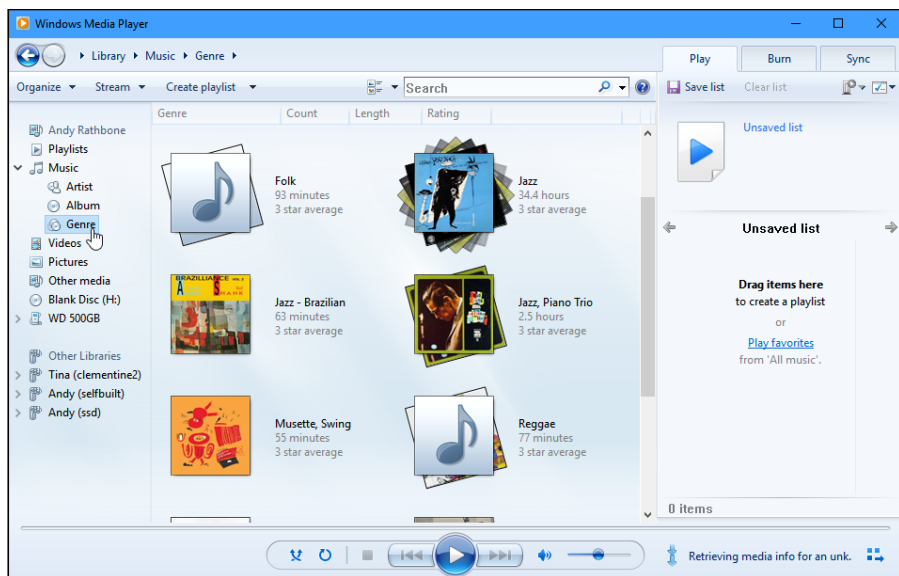 Windows Media Player
Library Music Genre
Organize Stream Create playlist Search
Play Burn Sync
Save list Clear list
Genre Count Length Rating
Andy Rathbone
Playlists
Music
Artist
Album
Genre
Videos
Pictures
Other media
Blank Disc (H:)
WD 500GB
Other Libraries
Tina (clementine2)
Andy (selfbuilt)
Andy (ssd)
Folk
93 minutes
3 star average
Jazz
34.4 hours
3 star average
BRAZILLIANCE VOL. 2
Jazz - Brazilian
63 minutes
3 star average
Jazz, Piano Trio
2.5 hours
3 star average
Musette, Swing
55 minutes
3 star average
Reggae
77 minutes
3 star average
Unsaved list
Unsaved list
Drag items here
to create a playlist
or
Play favorites
from 'All music'.
0 items
Retrieving media info for an unk.